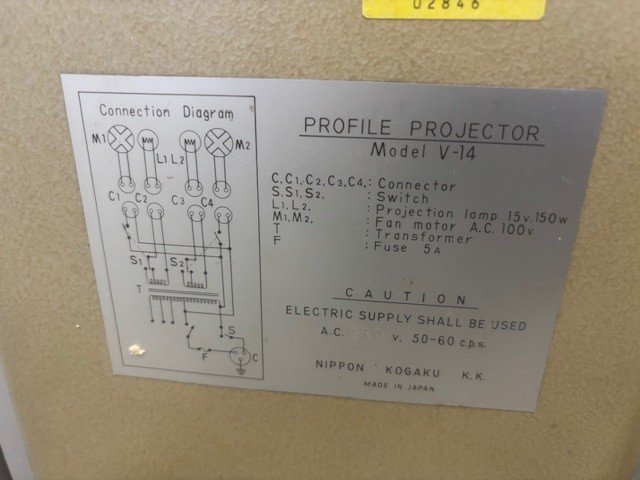 02846
Connection Diagram
M1
L1 L2
M2
C1 C2 C3 C4
S1 S2
T
S
F C
PROFILE PROJECTOR
Model V-14
C,C1,C2,C3,C4,: Connector
S,S1,S2, : Switch
L1,L2, : Projection lamp 15v.150w
M1,M2, : Fan motor A.C. 100v
T : Transformer
F : Fuse 5A
CAUTION
ELECTRIC SUPPLY SHALL BE USED
A.C. v. 50-60 c.p.s.
NIPPON KOGAKU K.K.
MADE IN JAPAN